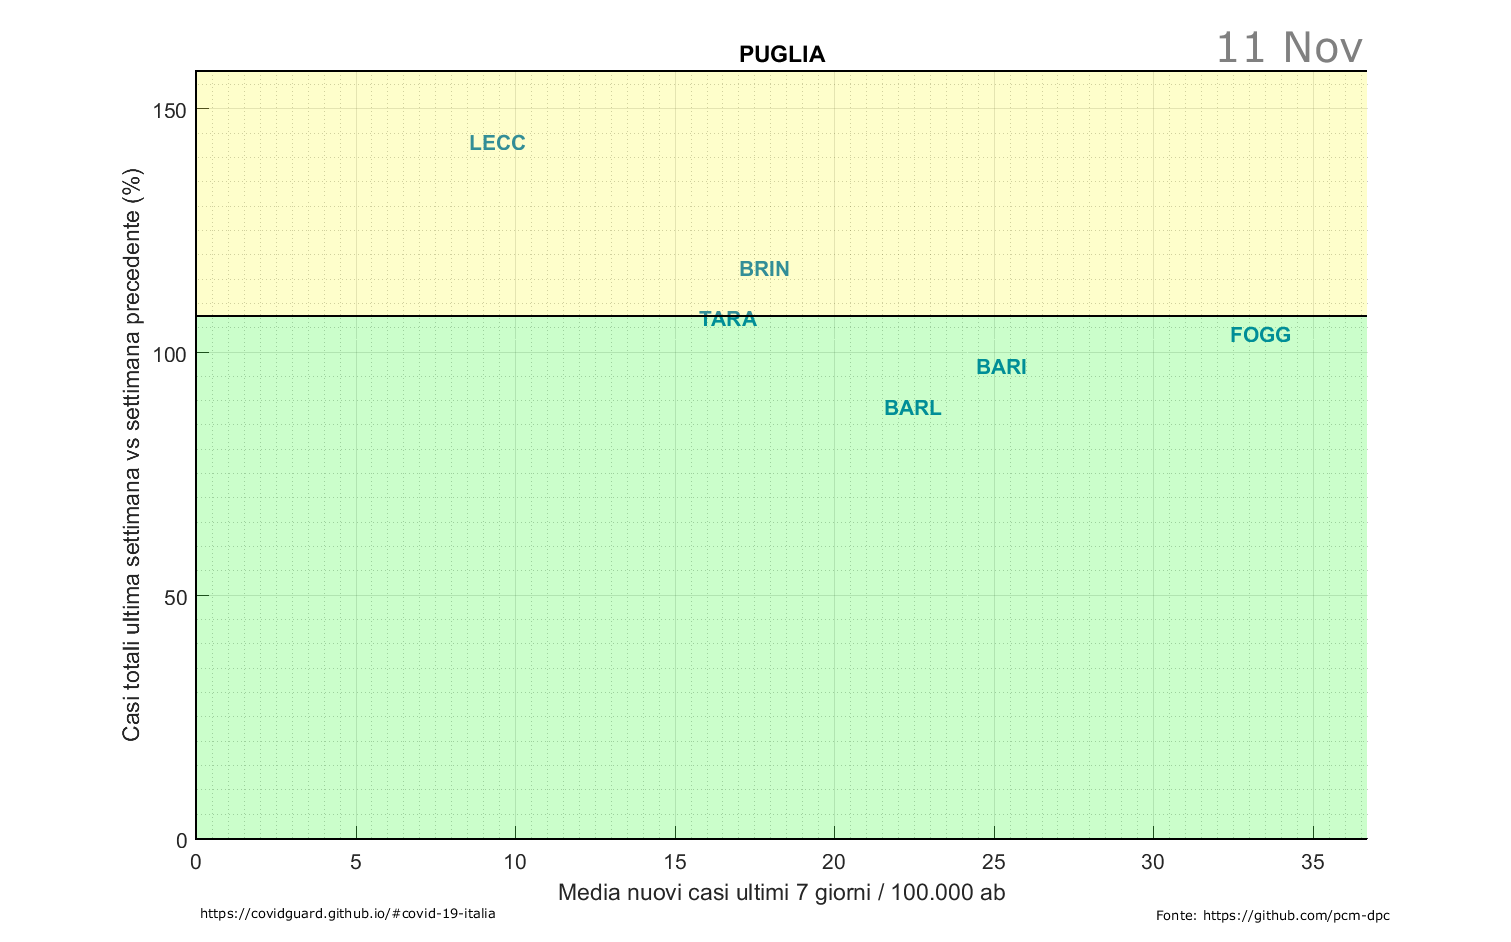 PUGLIA
11 Nov
Casi totali ultima settimana vs settimana precedente (%)
150
100
50
0
LECC
BRIN
TARA
FOGG
BARI
BARL
0 5 10 15 20 25 30 35
Media nuovi casi ultimi 7 giorni / 100.000 ab
https://covidguard.github.io/#covid-19-italia
Fonte: https://github.com/pcm-dpc